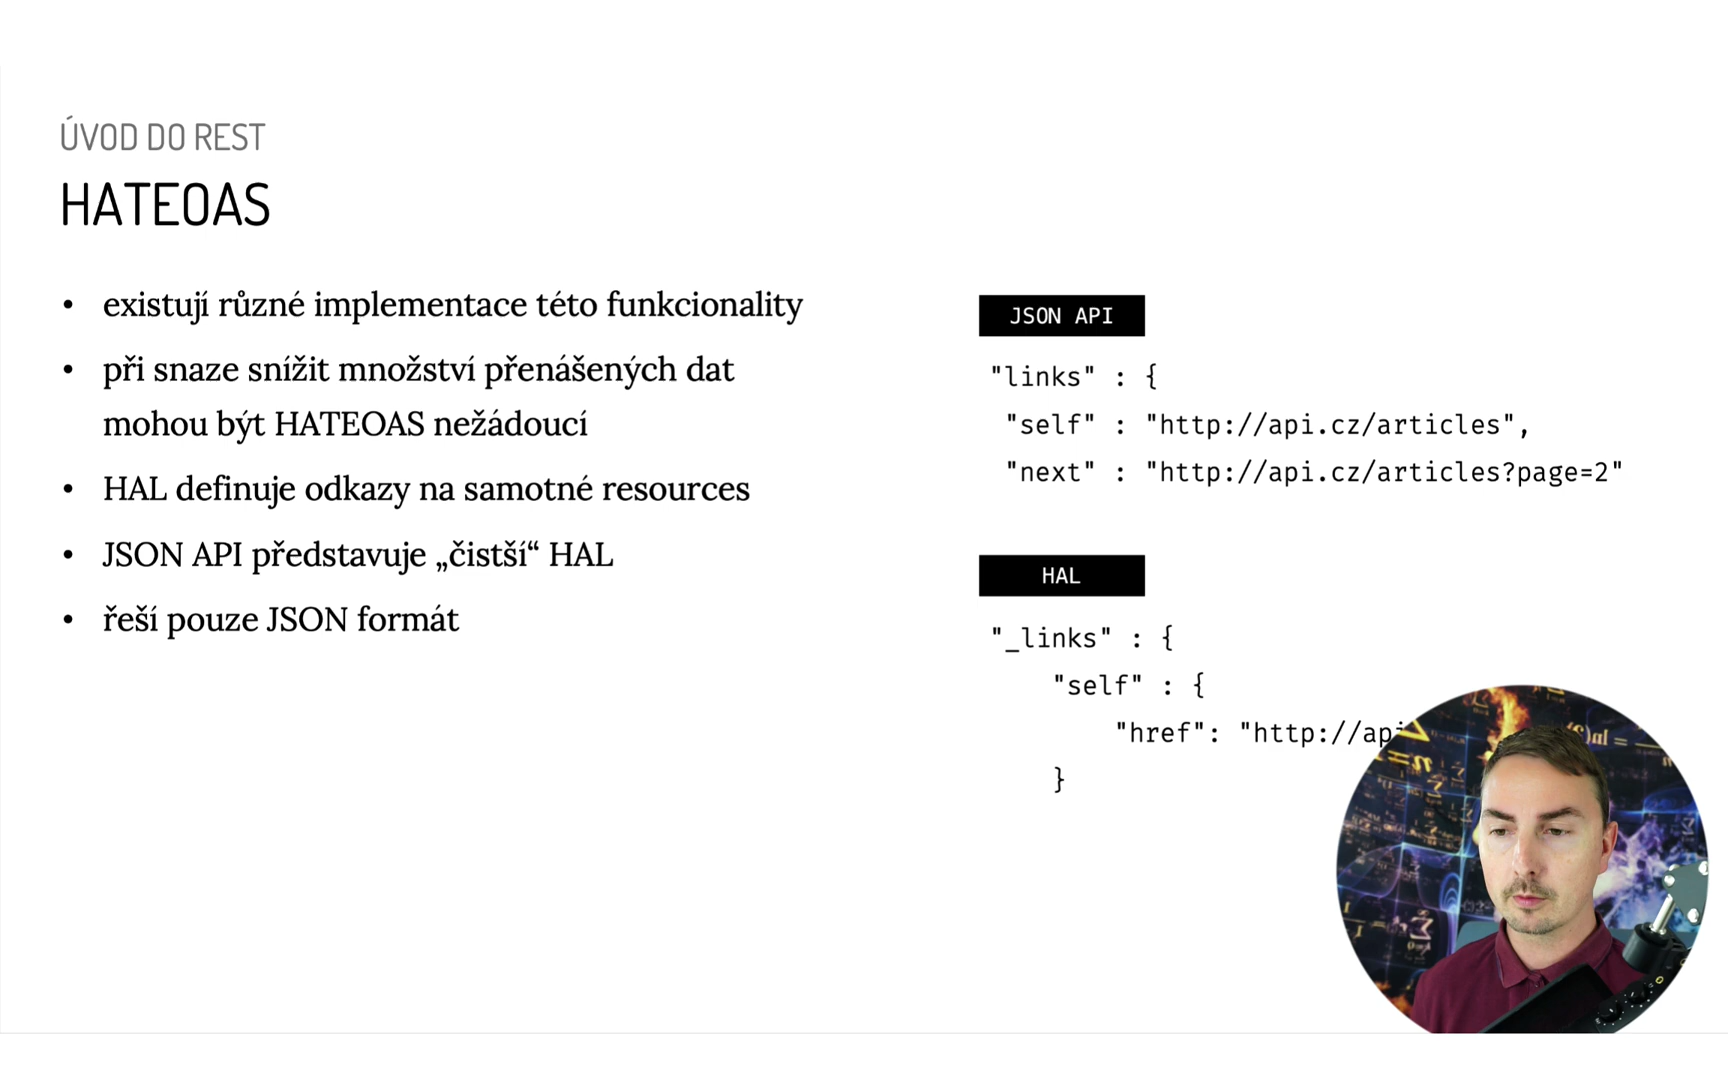 ÚVOD DO REST
HATEOAS
• existují různé implementace této funkcionality
• při snaze snížit množství přenášených dat
mohou být HATEOAS nežádoucí
• HAL definuje odkazy na samotné resources
• JSON API představuje „čistší“ HAL
• řeší pouze JSON formát
JSON API
"links" : {
"self" : "http://api.cz/articles",
"next" : "http://api.cz/articles?page=2"
HAL
"_links" : {
"self" : {
"href": "http://api
}